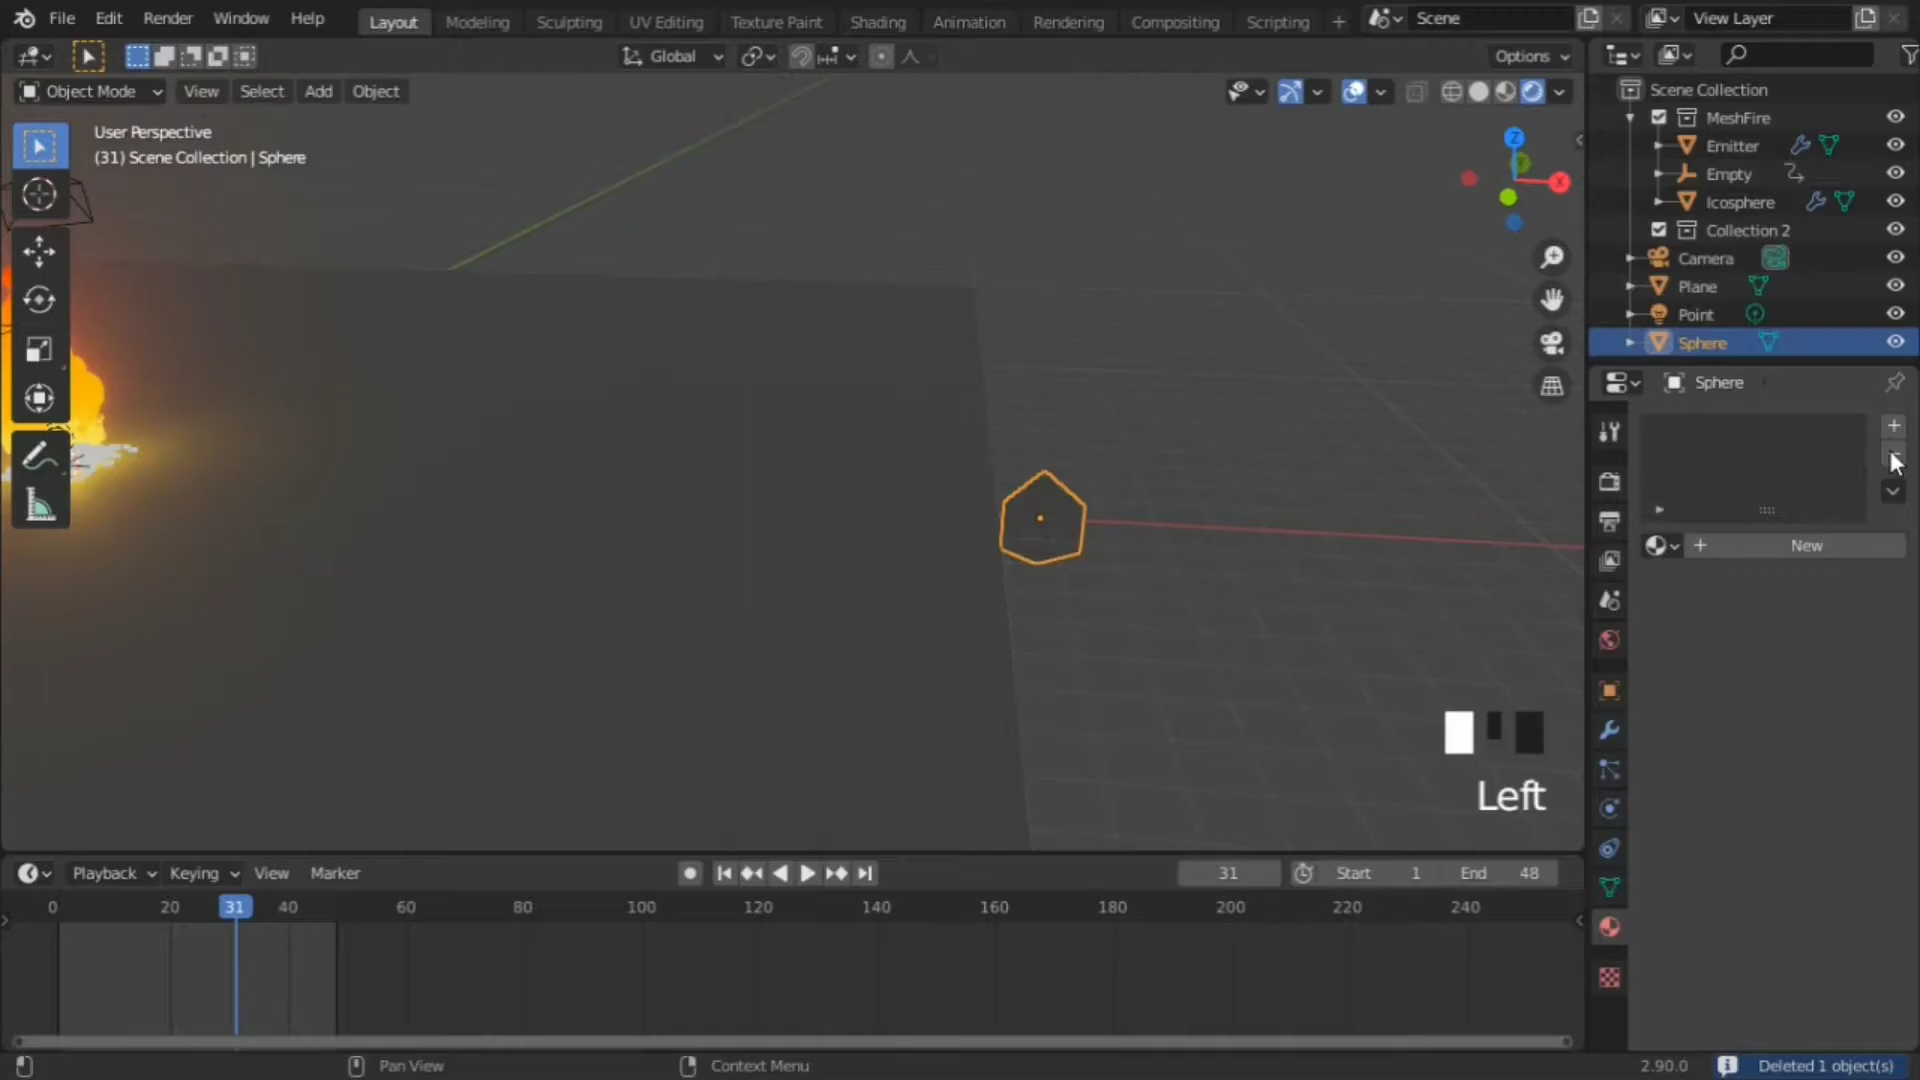 File Edit Render Window Help Layout Modeling Sculpting UV Editing Texture Paint Shading Animation Rendering Compositing Scripting + Scene View Layer
Global Options
Object Mode View Select Add Object
User Perspective
(31) Scene Collection | Sphere
Z
X
Scene Collection
MeshFire
Emitter
Empty
Icosphere
Collection 2
Camera
Plane
Point
Sphere
Sphere
+ New
Left
Playback Keying View Marker 31 Start 1 End 48
0 20 31 40 60 80 100 120 140 160 180 200 220 240
Pan View Context Menu 2.90.0 Deleted 1 object(s)